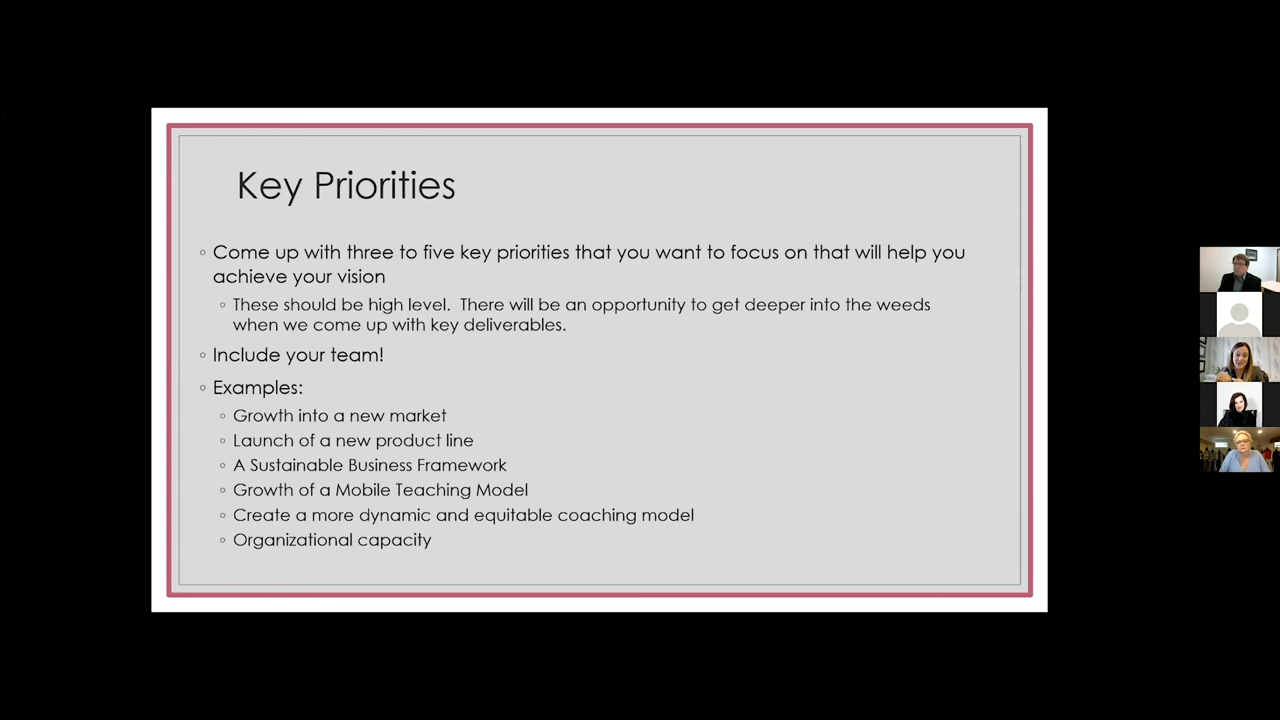 Key Priorities
◦ Come up with three to five key priorities that you want to focus on that will help you
achieve your vision
◦ These should be high level.  There will be an opportunity to get deeper into the weeds
when we come up with key deliverables.
◦ Include your team!
◦ Examples:
◦ Growth into a new market
◦ Launch of a new product line
◦ A Sustainable Business Framework
◦ Growth of a Mobile Teaching Model
◦ Create a more dynamic and equitable coaching model
◦ Organizational capacity